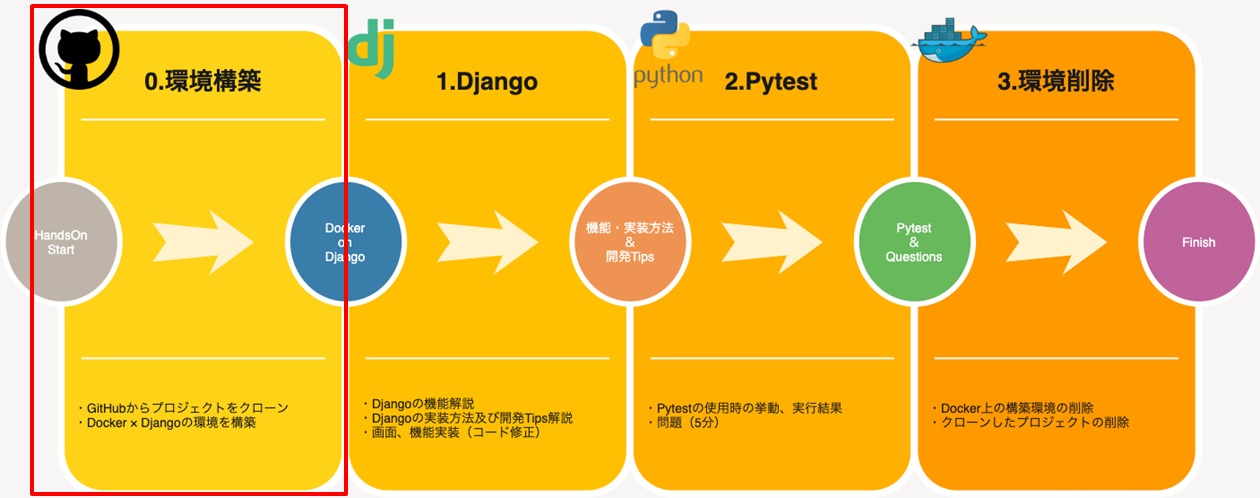 0.環境構築
1.Django
2.Pytest
3.環境削除
dj
python
HandsOn
Start
Docker
on
Django
機能・実装方法
&
開発Tips
Pytest
&
Questions
Finish
・GitHubからプロジェクトをクローン
・Docker × Djangoの環境を構築
・Djangoの機能解説
・Djangoの実装方法及び開発Tips解説
・画面、機能実装（コード修正）
・Pytestの使用時の挙動、実行結果
・問題（5分）
・Docker上の構築環境の削除
・クローンしたプロジェクトの削除